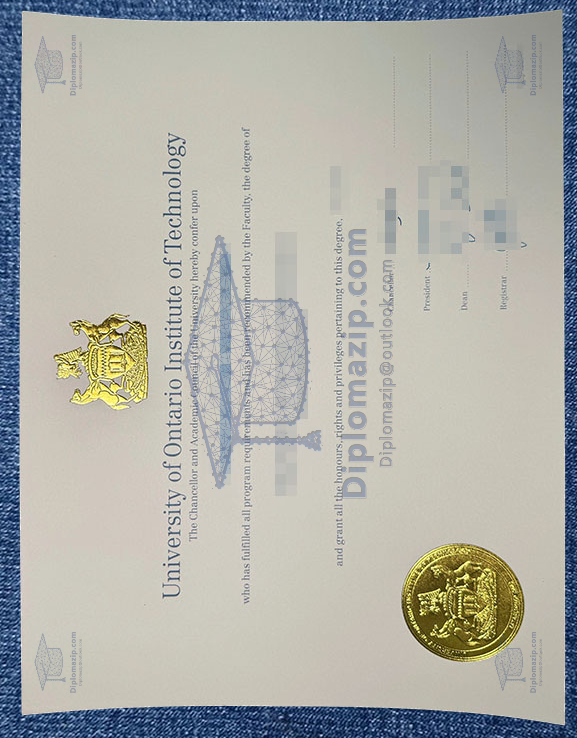 University of Ontario Institute of Technology
The Chancellor and Academic Council of the University hereby confer upon
who has fulfilled all program requirements and has been recommended by the Faculty, the degree of
and grant all the honours, rights and privileges pertaining to this degree.
Chancellor
President
Dean
Registrar
Diplomazip.com
Diplomazip@outlook.com
Diplomazip.com
Diplomazip.com
Diplomazip.com
Diplomazip.com